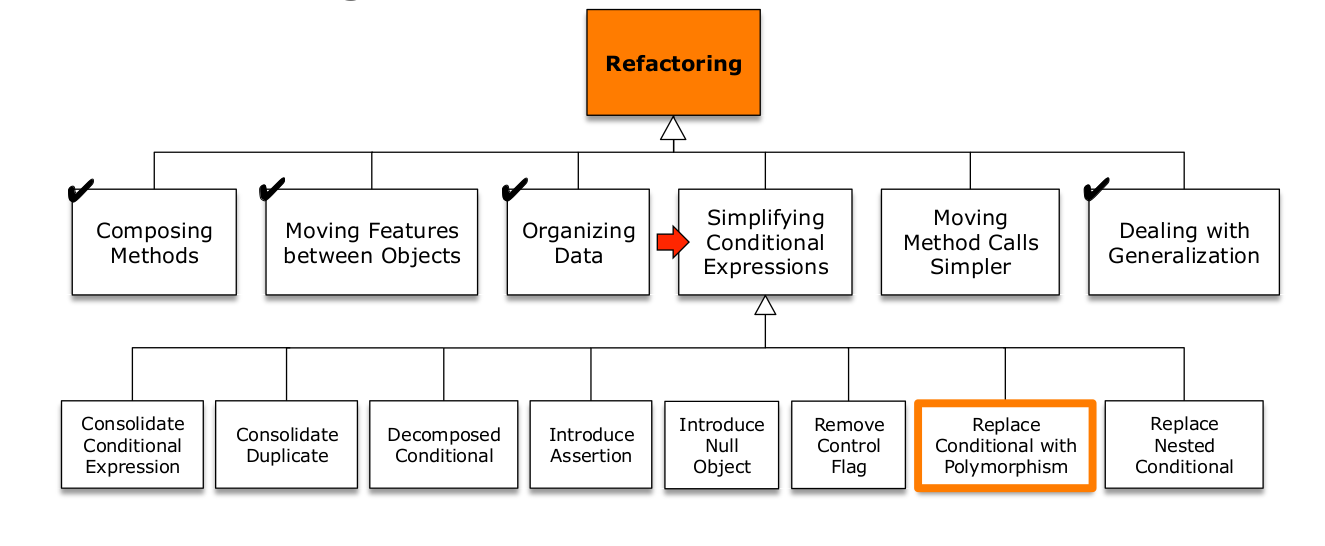 Refactoring
Composing
Methods
Moving Features
between Objects
Organizing
Data
Simplifying
Conditional
Expressions
Moving
Method Calls
Simpler
Dealing with
Generalization
Consolidate
Conditional
Expression
Consolidate
Duplicate
Decomposed
Conditional
Introduce
Assertion
Introduce
Null
Object
Remove
Control
Flag
Replace
Conditional with
Polymorphism
Replace
Nested
Conditional